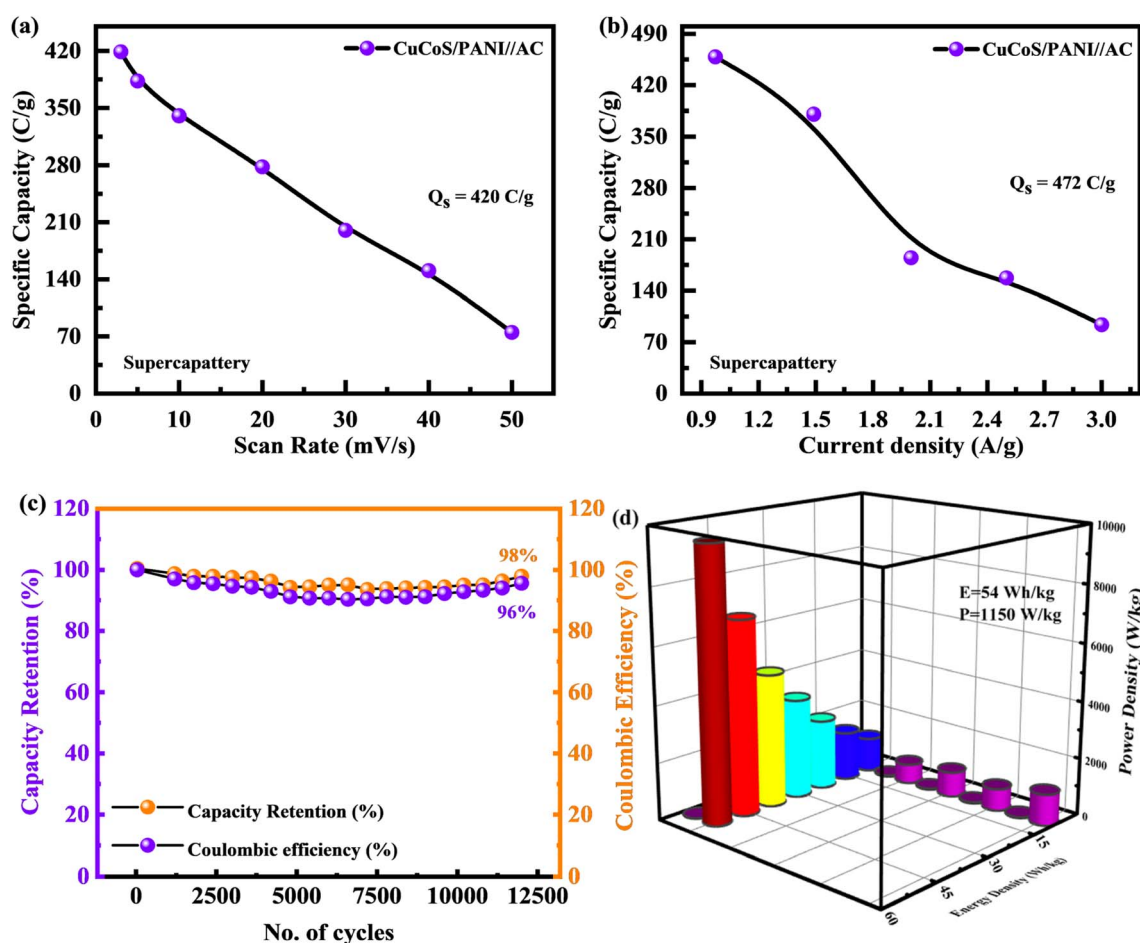 (a)
CuCoS/PANI//AC
Specific Capacity (C/g)
420
350
280
210
140
70
0
Qs = 420 C/g
Supercapattery
0 10 20 30 40 50
Scan Rate (mV/s)
(b)
CuCoS/PANI//AC
Specific Capacity (C/g)
490
420
350
280
210
140
70
0
Qs = 472 C/g
Supercapattery
0.9 1.2 1.5 1.8 2.1 2.4 2.7 3.0
Current density (A/g)
(c)
Capacity Retention (%)
120
100
80
60
40
20
0
98%
96%
Capacity Retention (%)
Coulombic efficiency (%)
0 2500 5000 7500 10000 12500
No. of cycles
120
100
80
60
40
20
0
Coulombic Efficiency (%)
(d)
E=54 Wh/kg
P=1150 W/kg
10000
8000
6000
4000
2000
0
Power Density (W/kg)
15
30
45
60
Energy Density (Wh/kg)